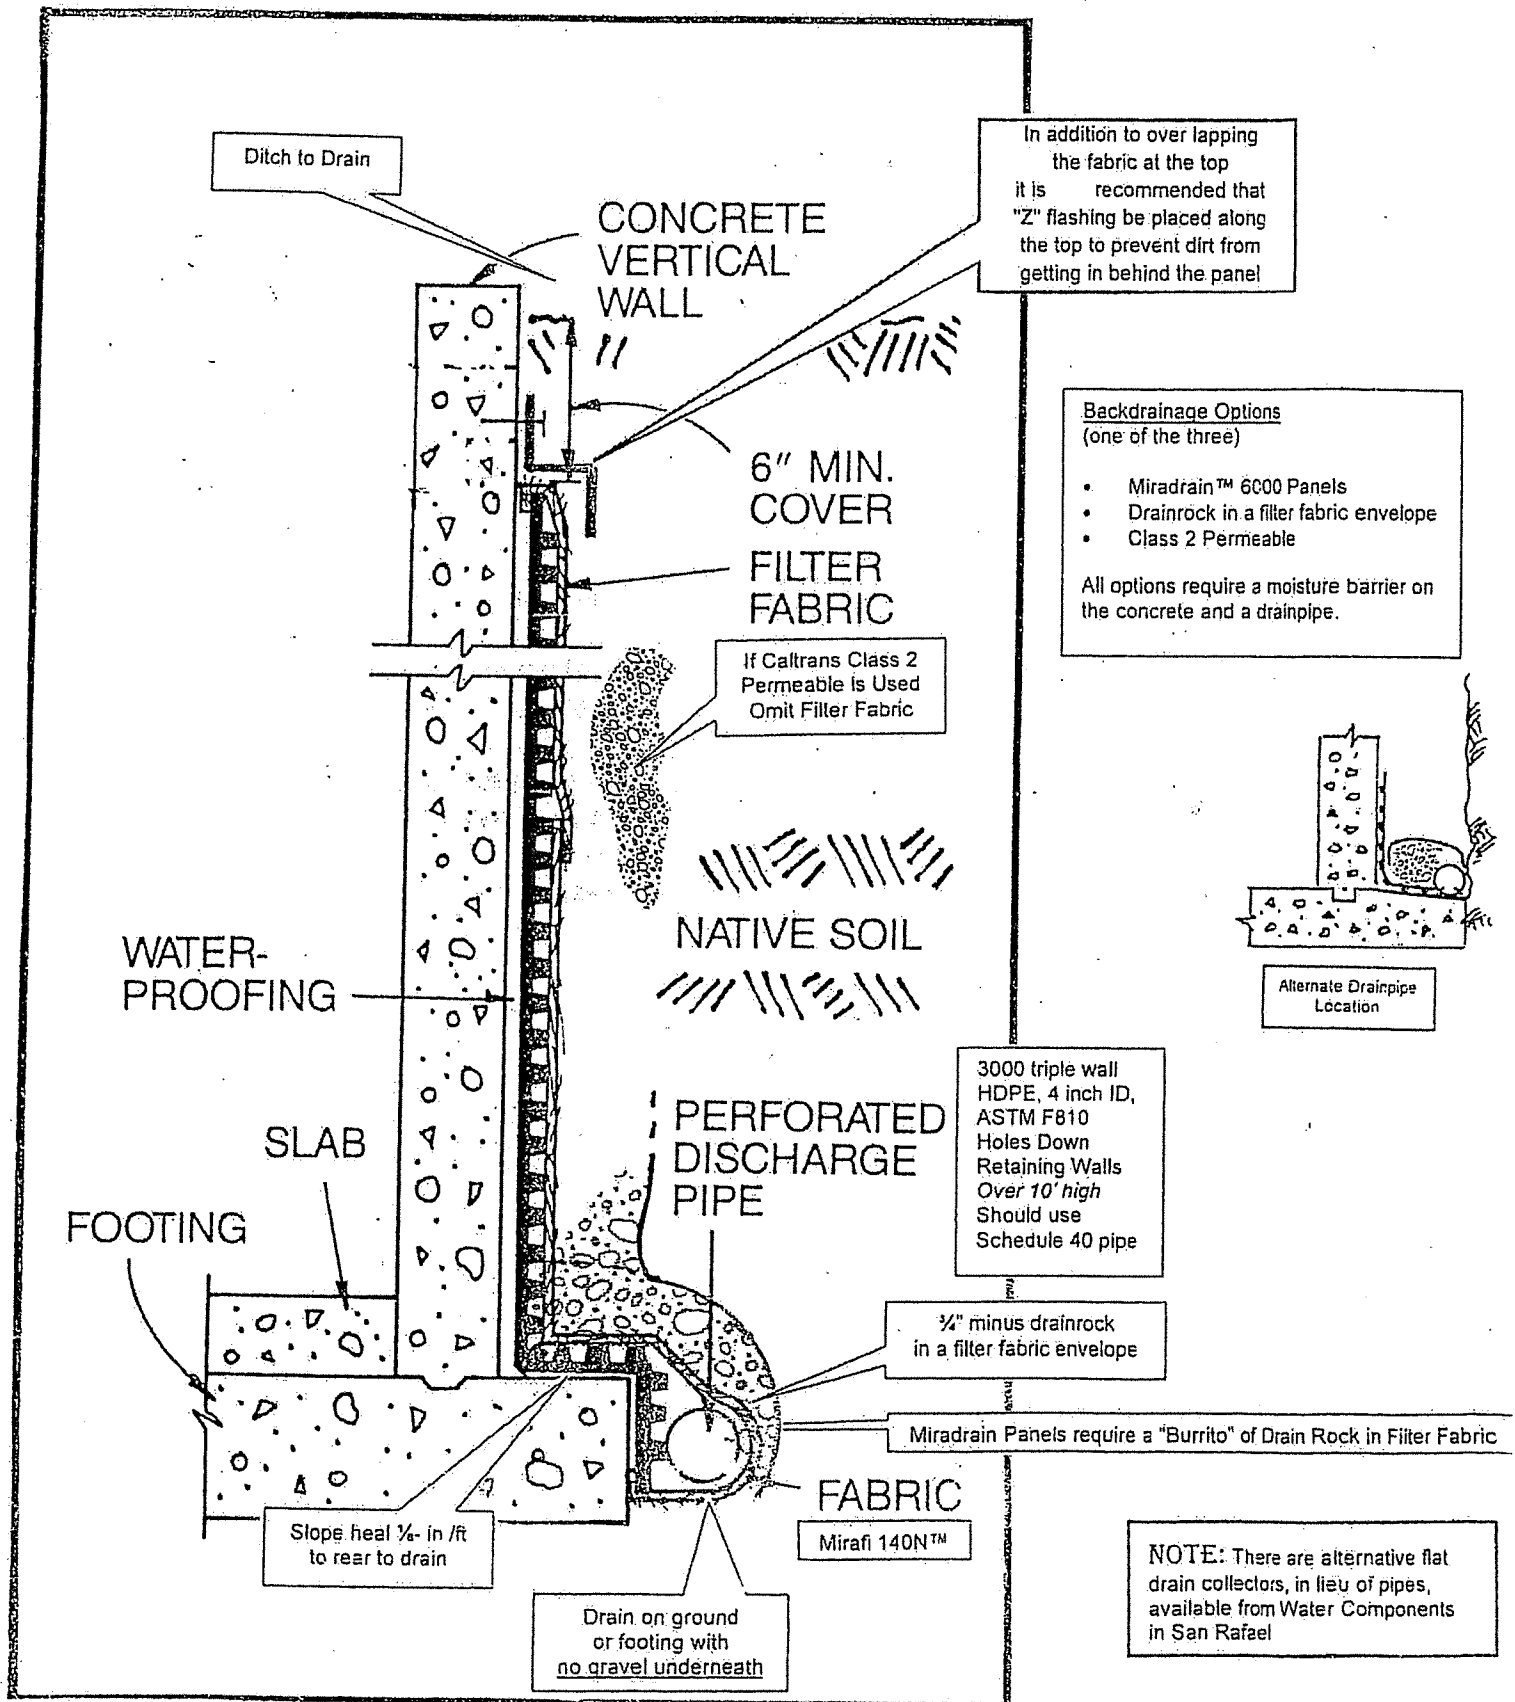 Ditch to Drain
In addition to over lapping
the fabric at the top
it is recommended that
"Z" flashing be placed along
the top to prevent dirt from
getting in behind the panel
CONCRETE
VERTICAL
WALL
Backdrainage Options
(one of the three)
• Miradrain™ 6000 Panels
• Drainrock in a filter fabric envelope
• Class 2 Permeable
All options require a moisture barrier on
the concrete and a drainpipe.
6" MIN.
COVER
FILTER
FABRIC
If Caltrans Class 2
Permeable is Used
Omit Filter Fabric
NATIVE SOIL
WATER-
PROOFING
Alternate Drainpipe
Location
SLAB
FOOTING
PERFORATED
DISCHARGE
PIPE
3000 triple wall
HDPE, 4 inch ID,
ASTM F810
Holes Down
Retaining Walls
Over 10' high
Should use
Schedule 40 pipe
¾" minus drainrock
in a filter fabric envelope
Miradrain Panels require a "Burrito" of Drain Rock in Filter Fabric
FABRIC
Mirafi 140N™
Slope heal ⅛- in /ft
to rear to drain
Drain on ground
or footing with
no gravel underneath
NOTE: There are alternative flat
drain collectors, in lieu of pipes,
available from Water Components
in San Rafael